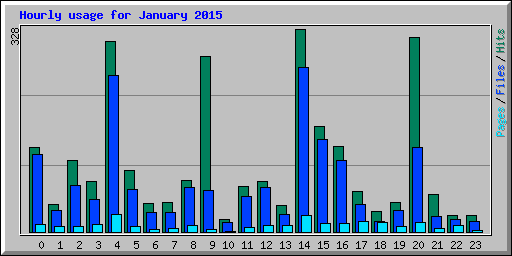 Hourly usage for January 2015
328
Pages/Files/Hits
0 1 2 3 4 5 6 7 8 9 10 11 12 13 14 15 16 17 18 19 20 21 22 23